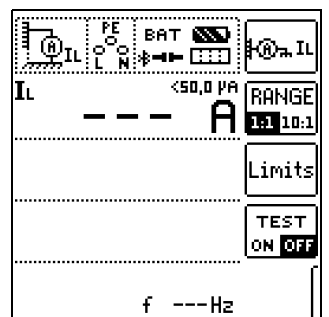 IL PE L N BAT IL
IL <50,0 µA RANGE
1:1 10:1
--- A
Limits
TEST
ON OFF
f ---Hz